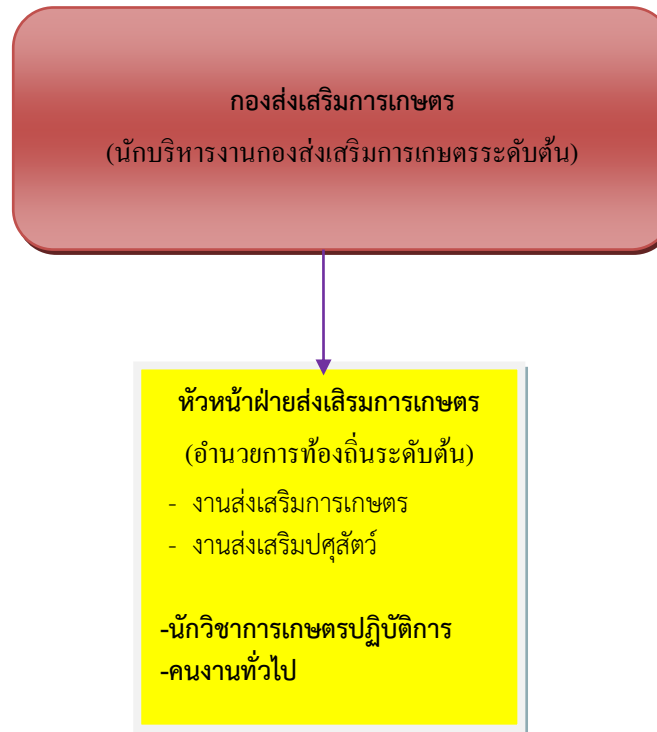 กองส่งเสริมการเกษตร
(นักบริหารงานกองส่งเสริมการเกษตรระดับต้น)
หัวหน้าฝ่ายส่งเสิรมการเกษตร
(อำนวยการท้องถิ่นระดับต้น)
- งานส่งเสริมการเกษตร
- งานส่งเสริมปศุสัตว์
-นักวิชาการเกษตรปฏิบัติการ
-คนงานทั่วไป